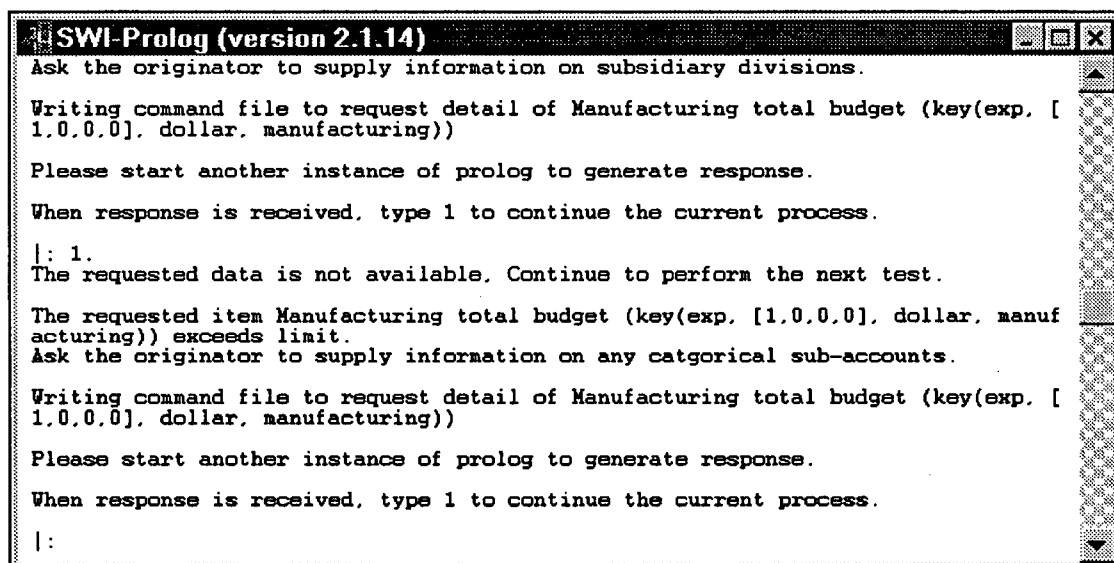 SWI-Prolog (version 2.1.14)
Ask the originator to supply information on subsidiary divisions.
Writing command file to request detail of Manufacturing total budget (key(exp, [
1,0,0,0], dollar, manufacturing))
Please start another instance of prolog to generate response.
When response is received, type 1 to continue the current process.
|: 1.
The requested data is not available, Continue to perform the next test.
The requested item Manufacturing total budget (key(exp, [1,0,0,0], dollar, manuf
acturing)) exceeds limit.
Ask the originator to supply information on any catgorical sub-accounts.
Writing command file to request detail of Manufacturing total budget (key(exp, [
1,0,0,0], dollar, manufacturing))
Please start another instance of prolog to generate response.
When response is received, type 1 to continue the current process.
|: